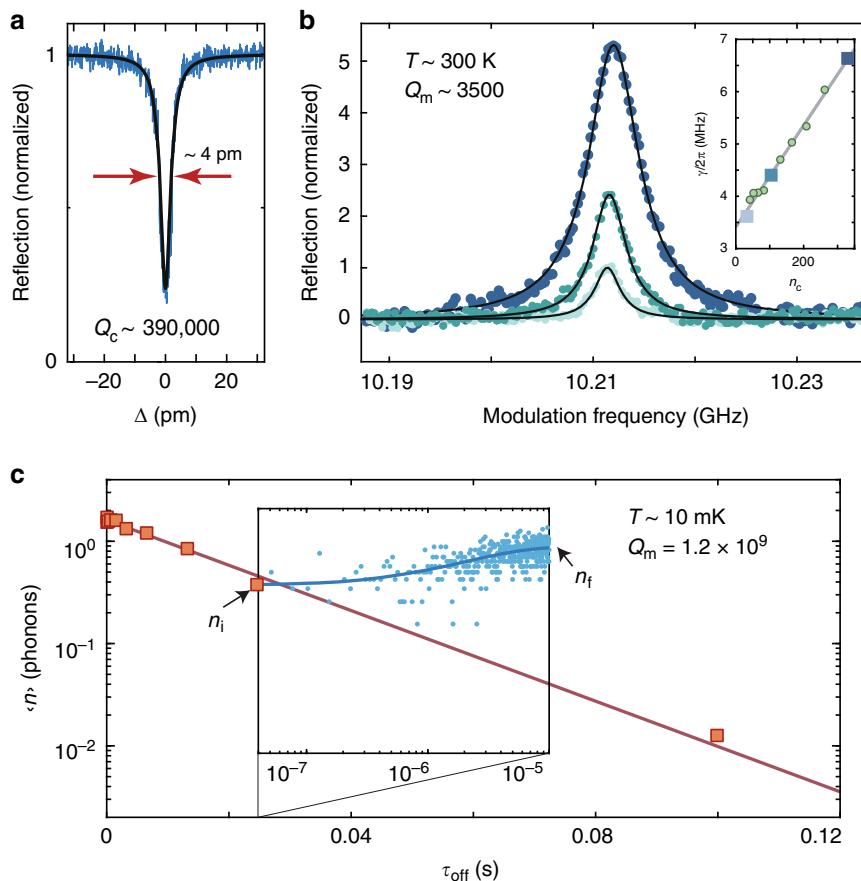 a
1
Reflection (normalized)
~ 4 pm
Q_c ~ 390,000
0
−20 0 20
Δ (pm)
b
5
4
3
2
1
0
Reflection (normalized)
T ~ 300 K
Q_m ~ 3500
10.19 10.21 10.23
Modulation frequency (GHz)
7
6
5
4
3
γ/2π (MHz)
0 200
n_c
c
10^0
10^−1
10^−2
‹n› (phonons)
T ~ 10 mK
Q_m = 1.2 × 10^9
n_i
n_f
10^−7 10^−6 10^−5
0 0.04 0.08 0.12
τ_off (s)